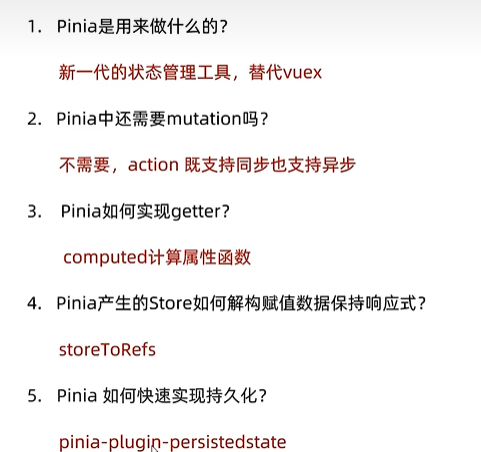 1. Pinia是用来做什么的？
新一代的状态管理工具，替代vuex
2. Pinia中还需要mutation吗？
不需要，action 既支持同步也支持异步
3. Pinia如何实现getter？
computed计算属性函数
4. Pinia产生的Store如何解构赋值数据保持响应式？
storeToRefs
5. Pinia 如何快速实现持久化？
pinia-plugin-persistedstate